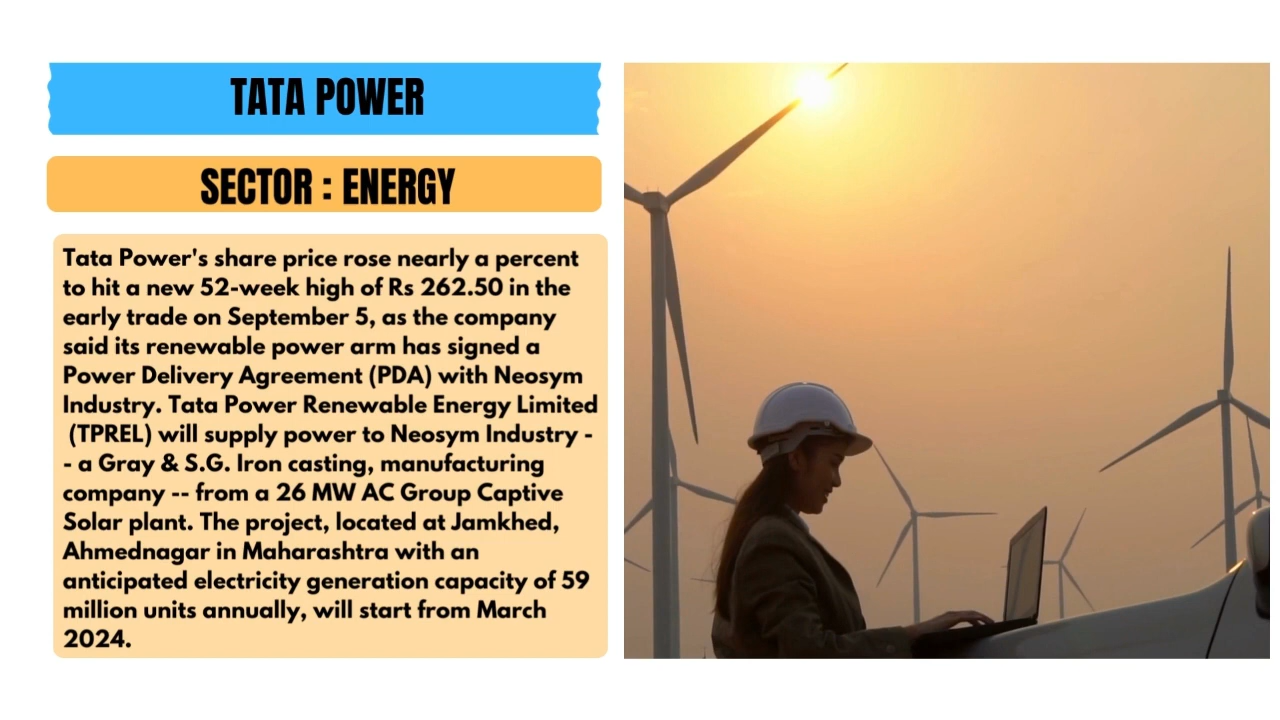 TATA POWER
SECTOR : ENERGY
Tata Power's share price rose nearly a percent
to hit a new 52-week high of Rs 262.50 in the
early trade on September 5, as the company
said its renewable power arm has signed a
Power Delivery Agreement (PDA) with Neosym
Industry. Tata Power Renewable Energy Limited
(TPREL) will supply power to Neosym Industry -
- a Gray & S.G. Iron casting, manufacturing
company -- from a 26 MW AC Group Captive
Solar plant. The project, located at Jamkhed,
Ahmednagar in Maharashtra with an
anticipated electricity generation capacity of 59
million units annually, will start from March
2024.